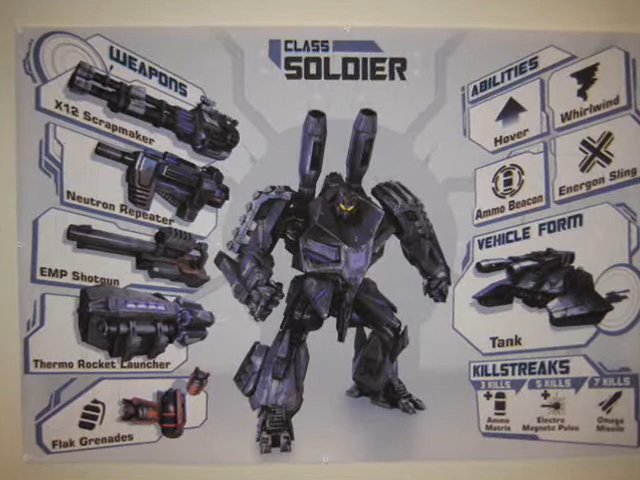 CLASS
SOLDIER
WEAPONS
X12 Scrapmaker
Neutron Repeater
EMP Shotgun
Thermo Rocket Launcher
Flak Grenades
ABILITIES
Hover
Whirlwind
Ammo Beacon
Energon Sling
VEHICLE FORM
Tank
KILLSTREAKS
3 KILLS 5 KILLS 7 KILLS
Ammo Matrix
Electro Magneto Pulse
Omega Missile